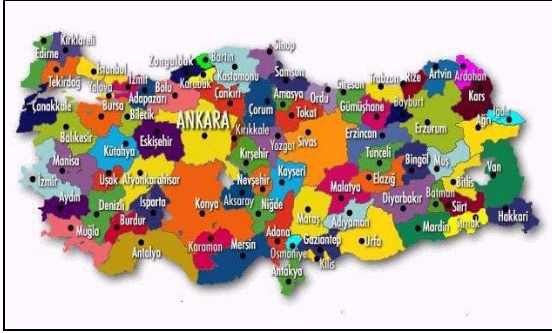 Kırklareli
Edirne
Tekirdağ
İstanbul
Yalova
İzmit
Adapazarı
Bolu
Zonguldak
Bartın
Karabük
Kastamonu
Sinop
Samsun
Çankırı
Çorum
Amasya
Ordu
Tokat
Giresun
Gümüşhane
Trabzon
Bayburt
Rize
Artvin
Ardahan
Kars
Iğdır
Ağrı
Erzurum
Erzincan
Çanakkale
Bursa
Bilecik
Balıkesir
Eskişehir
ANKARA
Kırıkkale
Yozgat
Sivas
Tunceli
Bingöl
Muş
Van
Kütahya
Manisa
İzmir
Uşak
Afyonkarahisar
Kırşehir
Nevşehir
Kayseri
Malatya
Elazığ
Diyarbakır
Batman
Bitlis
Siirt
Şırnak
Hakkari
Aydın
Denizli
Isparta
Burdur
Muğla
Antalya
Konya
Aksaray
Niğde
Karaman
Mersin
Adana
Osmaniye
Antakya
Maraş
Adıyaman
Gaziantep
Kilis
Urfa
Mardin